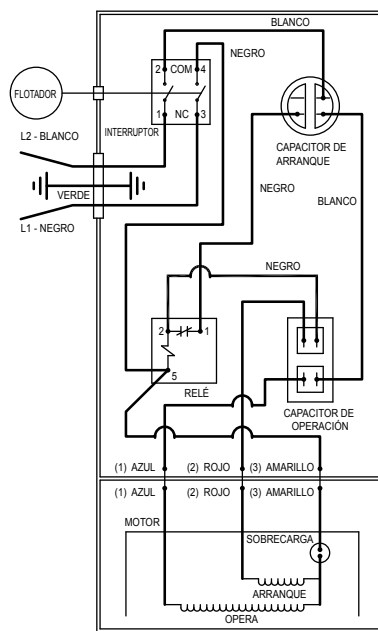 BLANCO
NEGRO
2 COM 4
FLOTADOR
1 NC 3
INTERRUPTOR
L2 - BLANCO
CAPACITOR DE
ARRANQUE
VERDE
NEGRO
BLANCO
L1 - NEGRO
NEGRO
2 1
5
RELÉ
CAPACITOR DE
OPERACIÓN
(1) AZUL (2) ROJO (3) AMARILLO
(1) AZUL (2) ROJO (3) AMARILLO
MOTOR
SOBRECARGA
ARRANQUE
OPERA